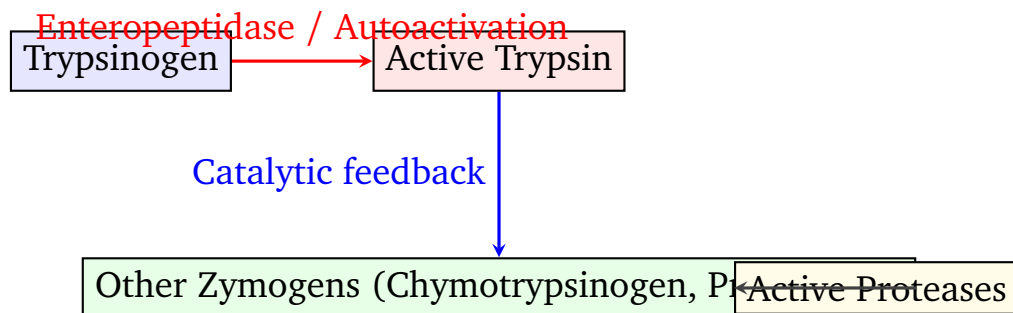 Enteropeptidase / Autoactivation
Trypsinogen
Active Trypsin
Catalytic feedback
Other Zymogens (Chymotrypsinogen,
Active Proteases